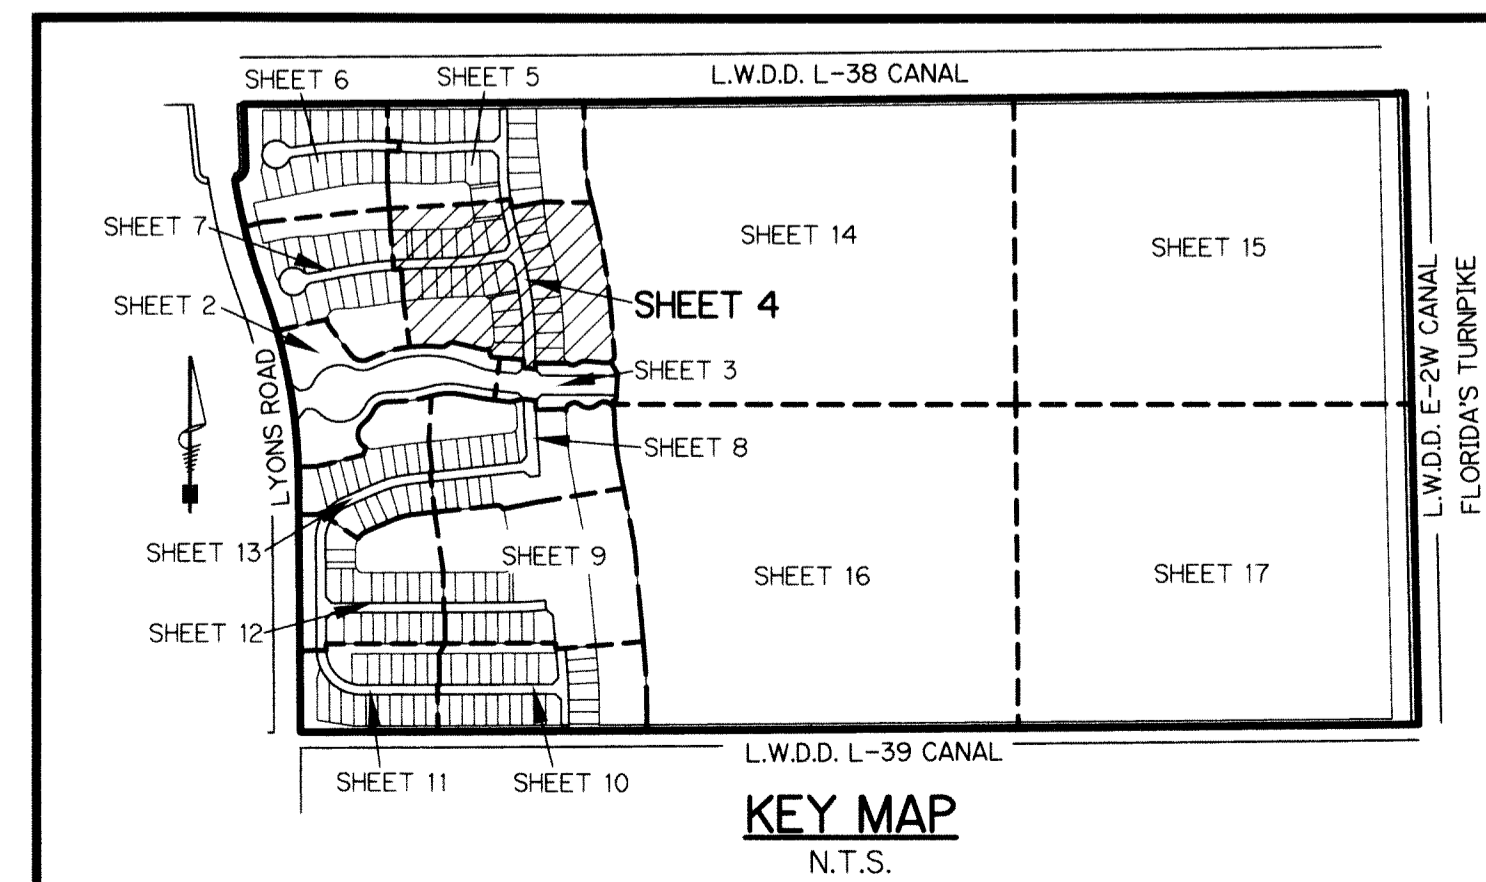 L.W.D.D. L-38 CANAL
SHEET 6
SHEET 5
SHEET 7
SHEET 14
SHEET 15
SHEET 2
SHEET 4
SHEET 3
LYONS ROAD
L.W.D.D. E-2W CANAL
FLORIDA'S TURNPIKE
SHEET 8
SHEET 13
SHEET 9
SHEET 16
SHEET 17
SHEET 12
L.W.D.D. L-39 CANAL
SHEET 11
SHEET 10
KEY MAP
N.T.S.